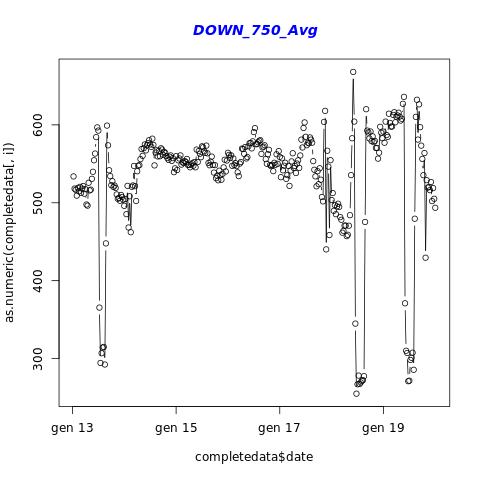 DOWN_750_Avg
as.numeric(completedata[, i])
600
500
400
300
gen 13
gen 15
gen 17
gen 19
completedata$date